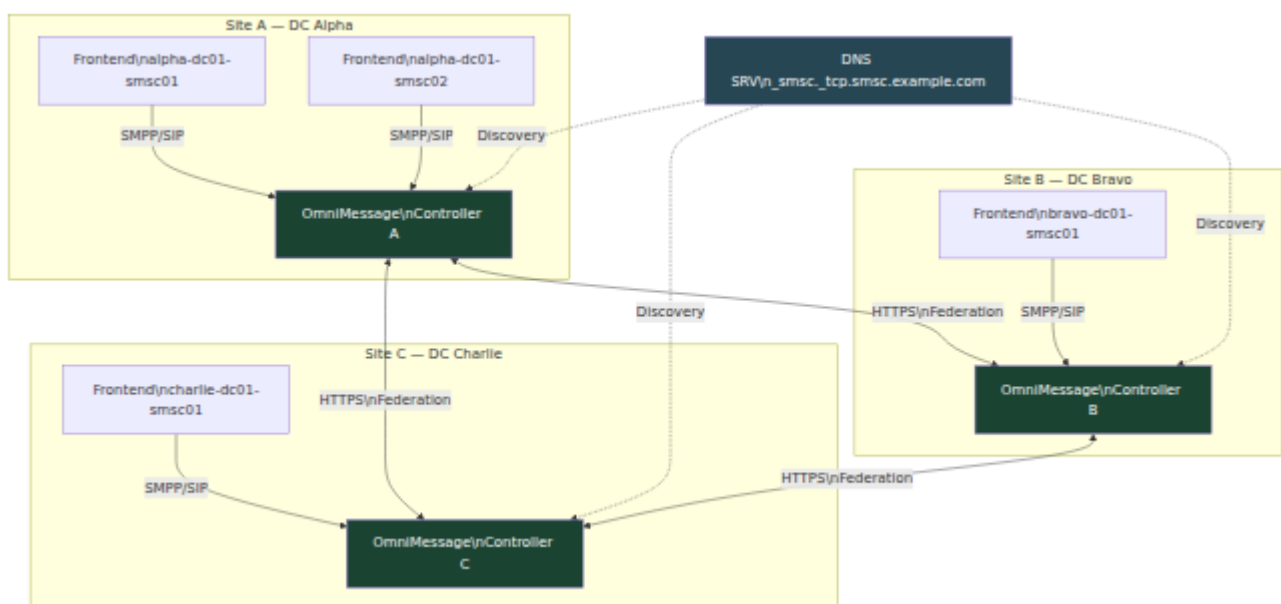 Site A — DC Alpha
Frontend\nalpha-dc01-
smsc01
Frontend\nalpha-dc01-
smsc02
DNS
SRV\n_smsc._tcp.smsc.example.com
SMPP/SIP
SMPP/SIP
Discovery
OmniMessage\nController
A
Site B — DC Bravo
Frontend\nbravo-dc01-
smsc01
Discovery
HTTPS\nFederation
SMPP/SIP
Discovery
OmniMessage\nController
B
Site C — DC Charlie
Frontend\ncharlie-dc01-
smsc01
HTTPS\nFederation
SMPP/SIP
HTTPS\nFederation
OmniMessage\nController
C